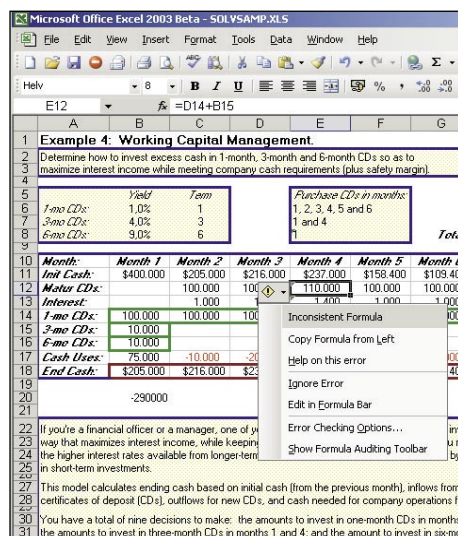 Microsoft Office Excel 2003 Beta - SOLVSAMP.XLS
File Edit View Insert Format Tools Data Window Help
Helv 8 B I U % ,
E12 fx =D14+B15
A B C D E F G
1 Example 4: Working Capital Management.
2 Determine how to invest excess cash in 1-month, 3-month and 6-month CDs so as to
3 maximize interest income while meeting company cash requirements (plus safety margin).
4
5 Yield Term Purchase CDs in months:
6 1-mo CDs: 1,0% 1 1, 2, 3, 4, 5 and 6
7 3-mo CDs: 4,0% 3 1 and 4
8 6-mo CDs: 9,0% 6 1
9
10 Month: Month 1 Month 2 Month 3 Month 4 Month 5 Month
11 Init Cash: $400.000 $205.000 $216.000 $237.000 $158.400 $109.4
12 Matur CDs: 100.000 10 110.000 100.000 100.00
13 Interest: 1.000 1.400 1.000
14 1-mo CDs: 100.000 100.000 100
15 3-mo CDs: 10.000
16 6-mo CDs: 10.000
17 Cash Uses: 75.000 -10.000 -20
18 End Cash: $205.000 $216.000 $23
19
20 -290000
21
Inconsistent Formula
Copy Formula from Left
Help on this error
Ignore Error
Edit in Formula Bar
Error Checking Options...
Show Formula Auditing Toolbar
22 If you're a financial officer or a manager, one of
23 way that maximizes interest income, while keeping
24 the higher interest rates available from longer-term
25 in short-term investments.
27 This model calculates ending cash based on initial cash (from the previous month), inflows from
28 certificates of deposit (CDs), outflows for new CDs, and cash needed for company operations f
30 You have a total of nine decisions to make: the amounts to invest in one-month CDs in months
31 the amounts to invest in three-month CDs in months 1 and 4; and the amount to invest in six-m